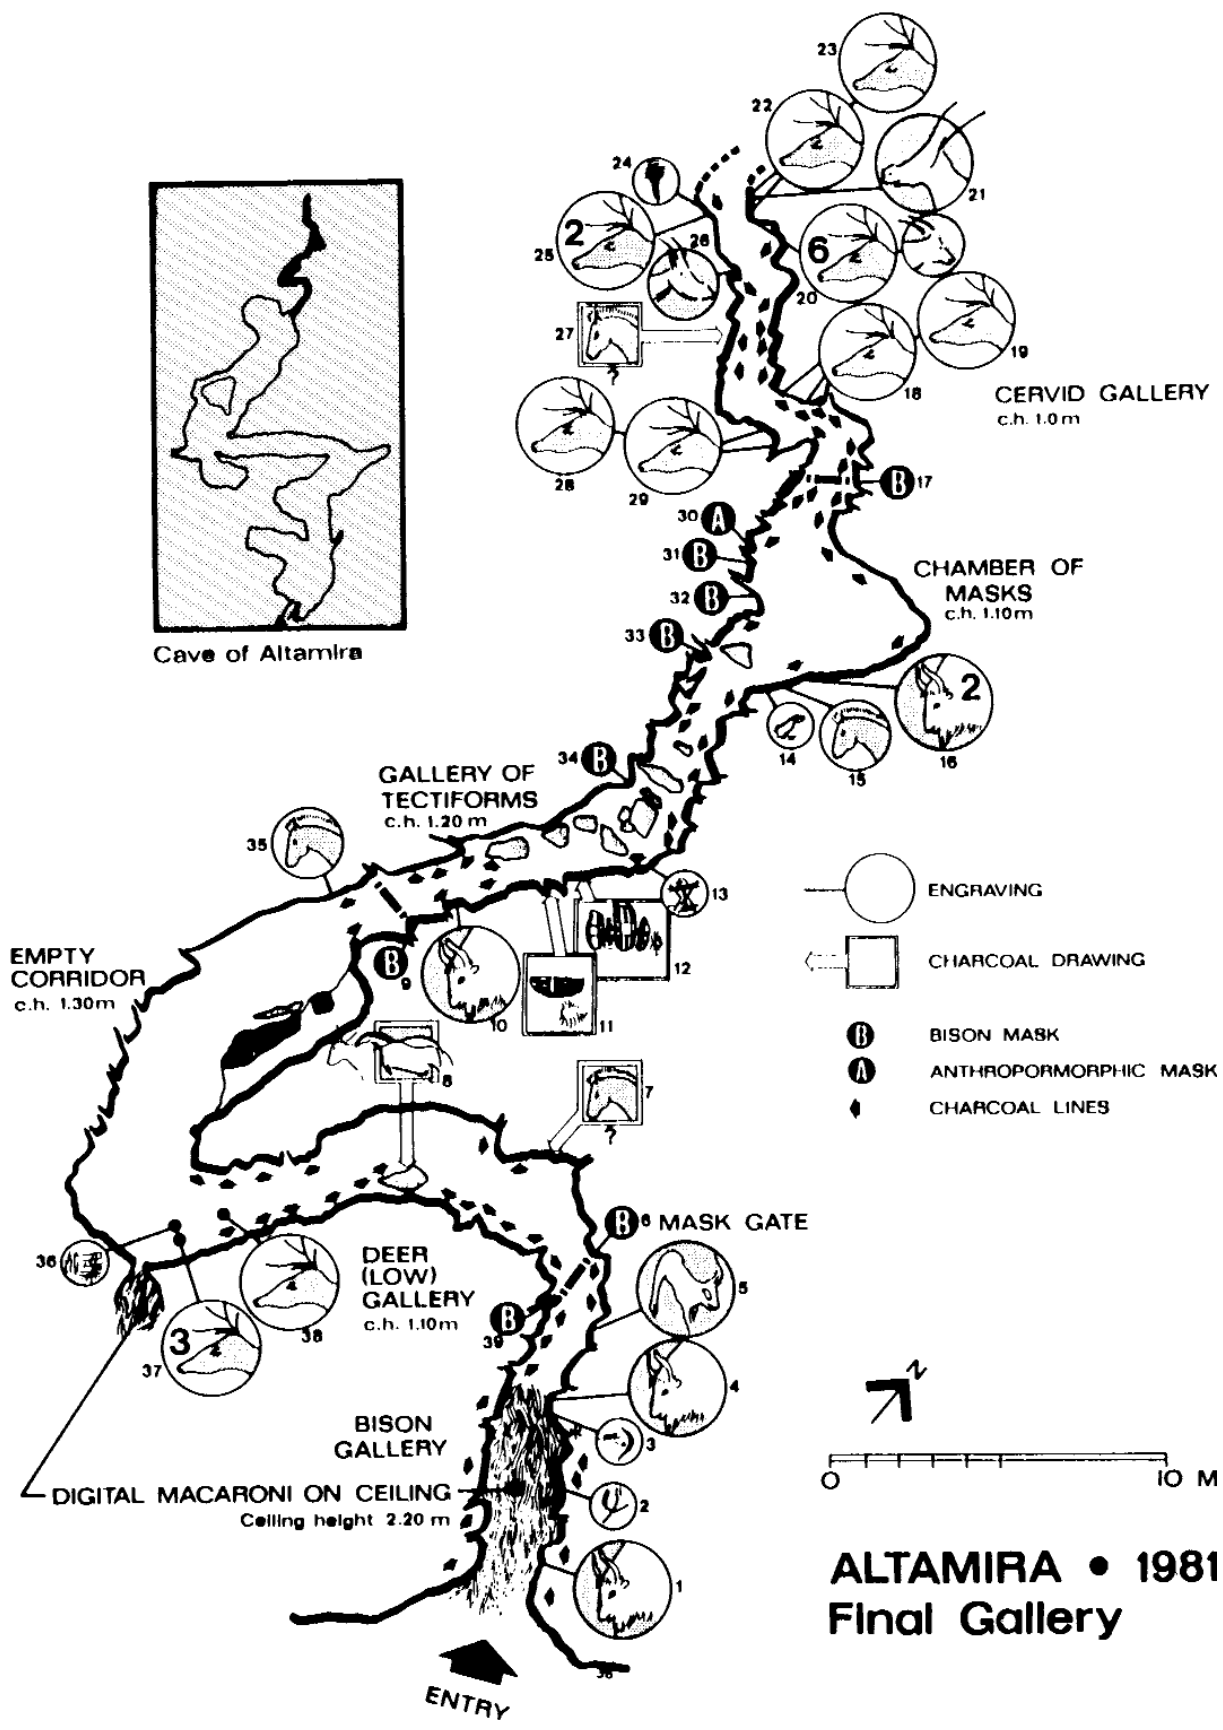 23
22
24
21
2
25
26
6
20
27
19
18
CERVID GALLERY
c.h. 1.0 m
28
29
B 17
30 A
31 B
32 B
33 B
CHAMBER OF
MASKS
c.h. 1.10 m
Cave of Altamira
2
14
15
16
34 B
GALLERY OF
TECTIFORMS
c.h. 1.20 m
35
13
ENGRAVING
EMPTY
CORRIDOR
c.h. 1.30 m
B
9
10
11
12
CHARCOAL DRAWING
B BISON MASK
A ANTHROPORMORPHIC MASK
CHARCOAL LINES
8
7
?
?
B 6 MASK GATE
36
DEER
(LOW)
GALLERY
c.h. 1.10 m
38
3
37
B
39
5
4
3
N
BISON
GALLERY
DIGITAL MACARONI ON CEILING
Ceiling height 2.20 m
2
0 10 M
1
ALTAMIRA • 1981
Final Gallery
ENTRY